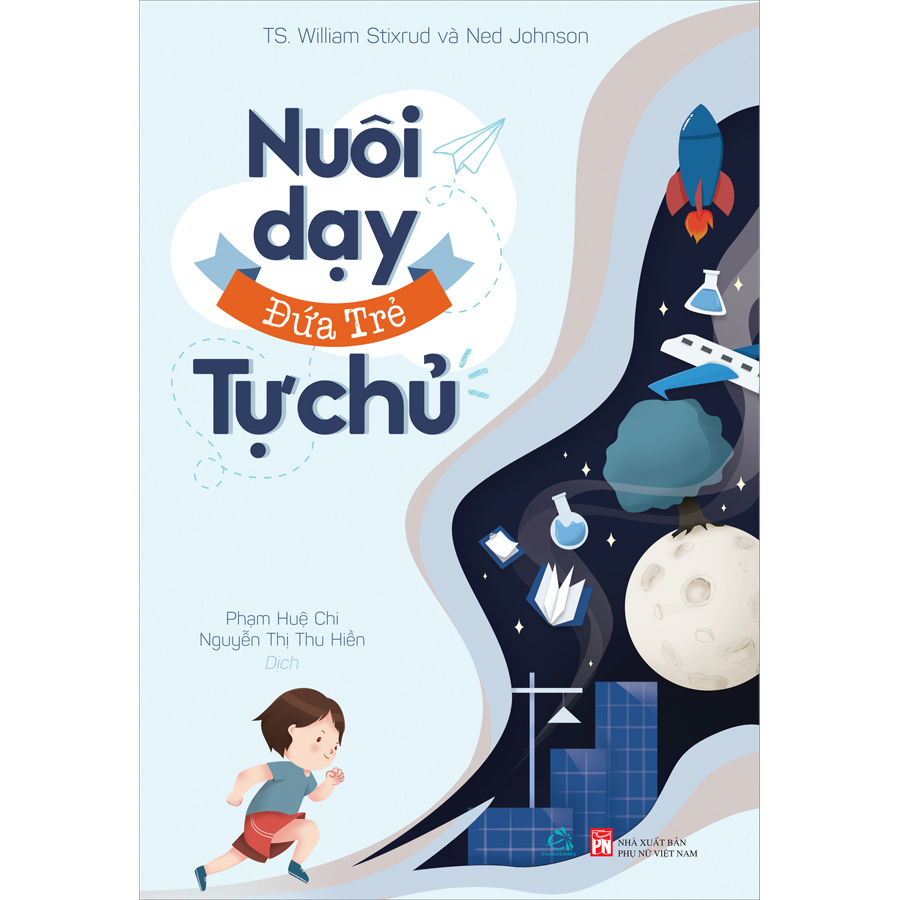 TS. William Stixrud và Ned Johnson
Nuôi
dạy
Đứa Trẻ
Tự chủ
Phạm Huệ Chi
Nguyễn Thị Thu Hiền
Dịch
PN
NHÀ XUẤT BẢN
PHỤ NỮ VIỆT NAM